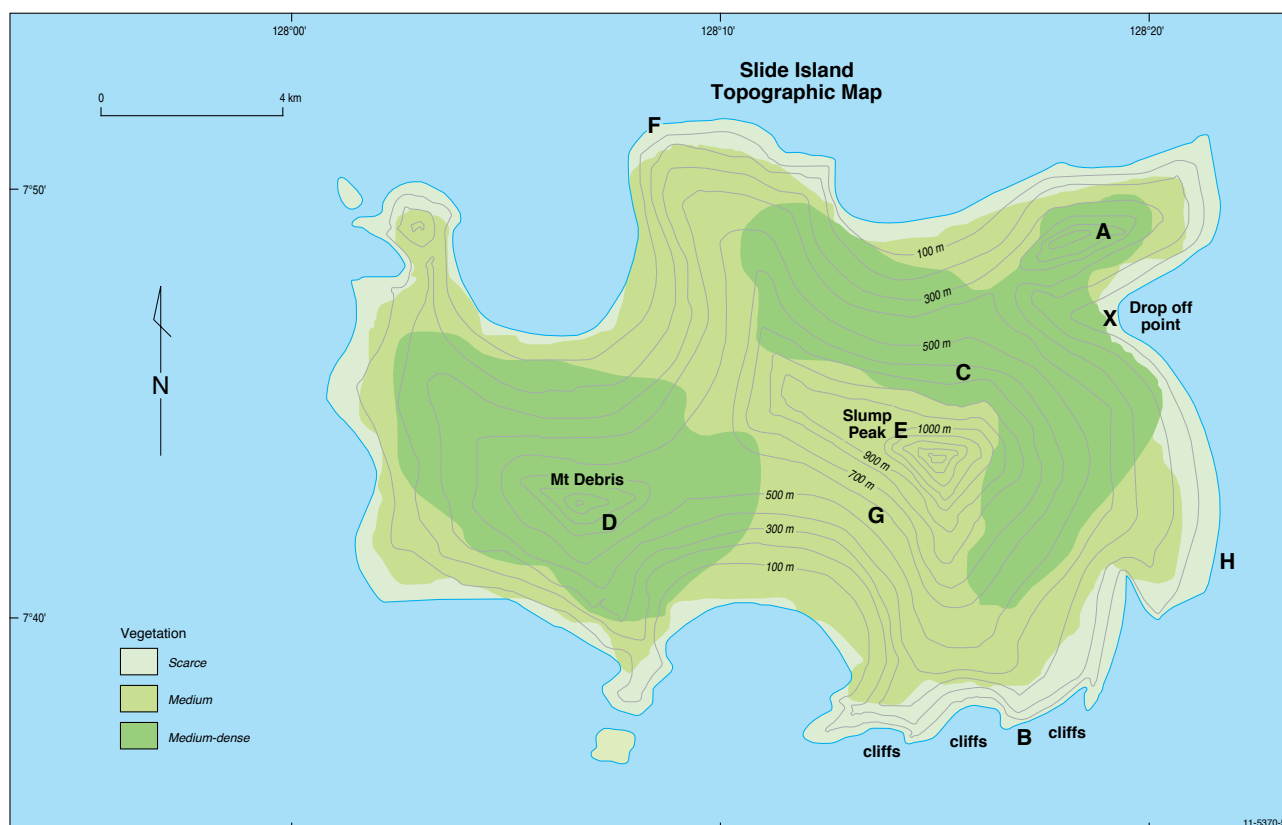 128°00'
128°10'
128°20'
Slide Island
Topographic Map
0
4 km
F
7°50'
A
100 m
300 m
X
Drop off
point
N
500 m
C
Slump
Peak
E
1000 m
900 m
700 m
Mt Debris
D
500 m
G
300 m
100 m
H
7°40'
Vegetation
Scarce
Medium
Medium-dense
cliffs
cliffs
B
cliffs